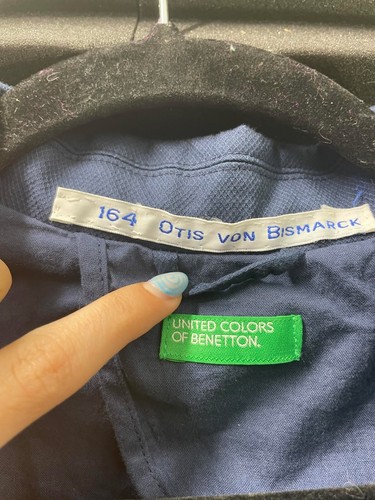 164 OTIS VON BISMARCK
UNITED COLORS
OF BENETTON.